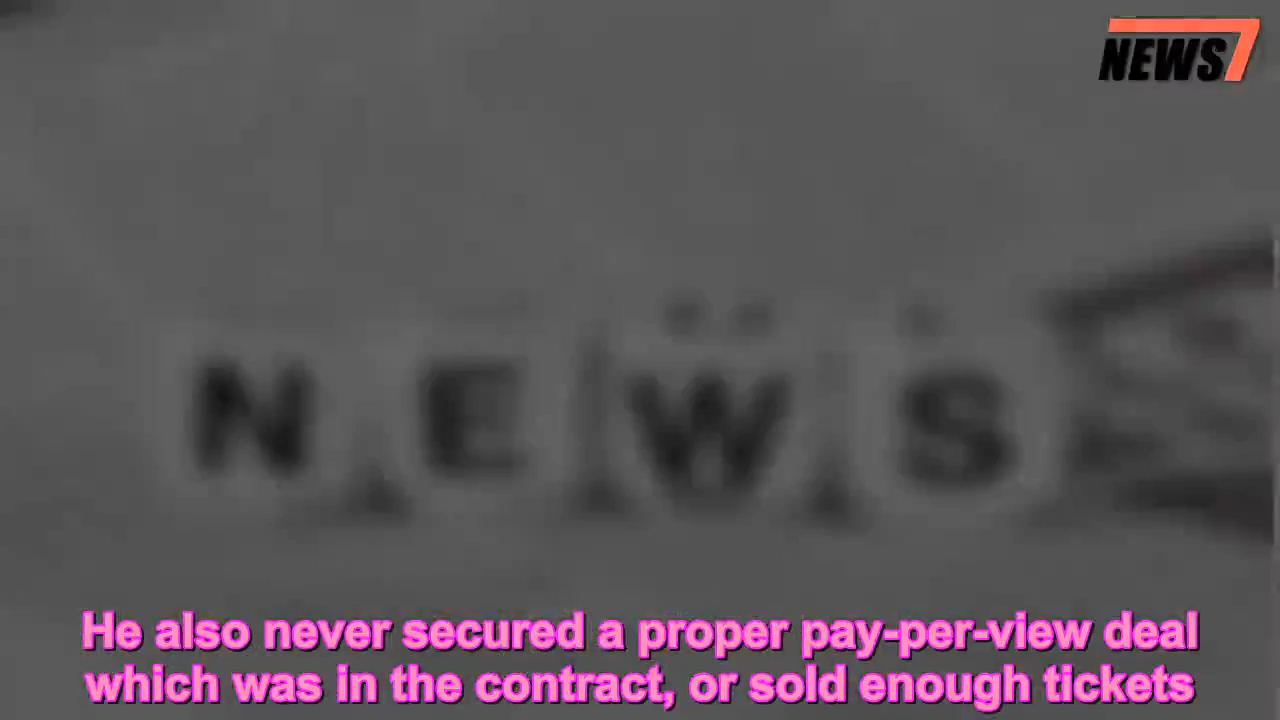 NEWS7
NEWS
He also never secured a proper pay-per-view deal
which was in the contract, or sold enough tickets